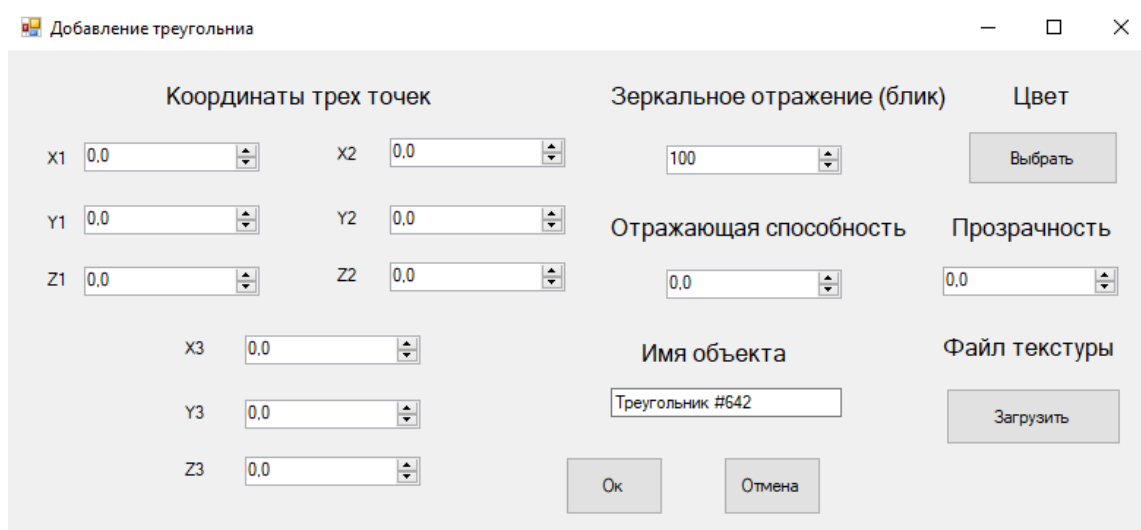 Добавление треугольниа
Координаты трех точек
Зеркальное отражение (блик)
Цвет
X1 0,0
X2 0,0
100
Выбрать
Y1 0,0
Y2 0,0
Отражающая способность
Прозрачность
Z1 0,0
Z2 0,0
0,0
0,0
X3 0,0
Имя объекта
Файл текстуры
Y3 0,0
Треугольник #642
Загрузить
Z3 0,0
Ок
Отмена